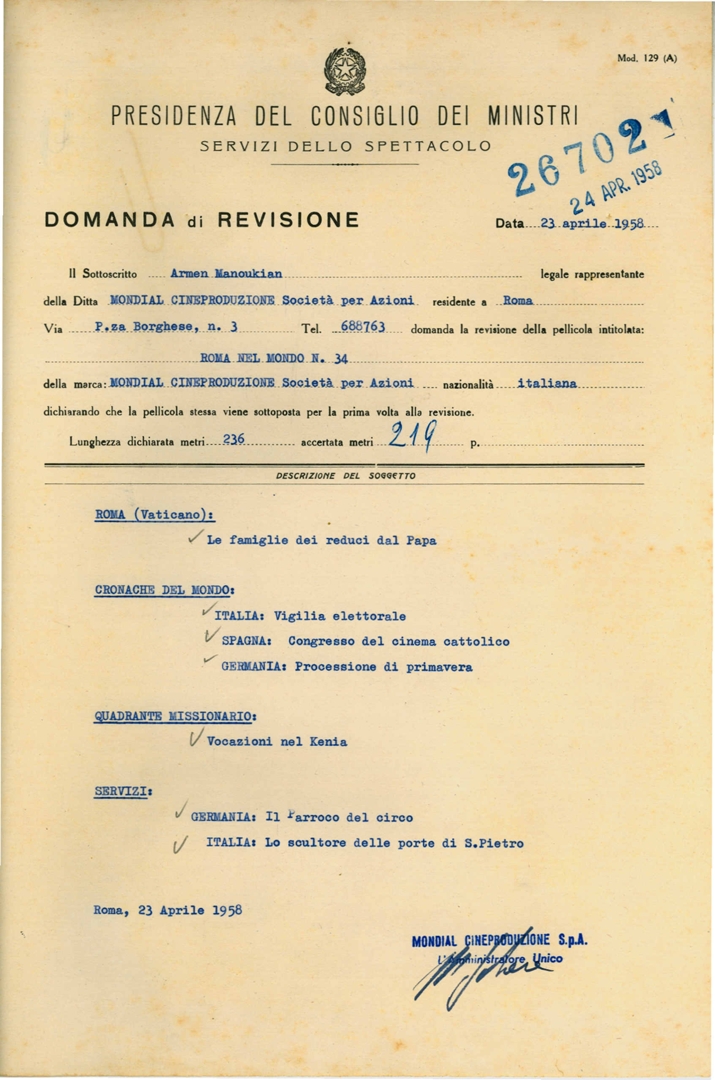 Mod. 129 (A)
PRESIDENZA DEL CONSIGLIO DEI MINISTRI
SERVIZI DELLO SPETTACOLO
26702
24 APR. 1958
DOMANDA di REVISIONE
Data 23 aprile 1958
Il Sottoscritto Armen Manoukian legale rappresentante
della Ditta MONDIAL CINEPRODUZIONE Società per Azioni residente a Roma
Via P.za Borghese, n. 3 Tel. 688763 domanda la revisione della pellicola intitolata:
ROMA NEL MONDO N. 34
della marca: MONDIAL CINEPRODUZIONE Società per Azioni nazionalità italiana
dichiarando che la pellicola stessa viene sottoposta per la prima volta alla revisione.
Lunghezza dichiarata metri 236 accertata metri 219 p.
DESCRIZIONE DEL SOGGETTO
ROMA (Vaticano):
Le famiglie dei reduci dal Papa
CRONACHE DEL MONDO:
ITALIA: Vigilia elettorale
SPAGNA: Congresso del cinema cattolico
GERMANIA: Processione di primavera
QUADRANTE MISSIONARIO:
Vocazioni nel Kenia
SERVIZI:
GERMANIA: Il Parroco del circo
ITALIA: Lo scultore delle porte di S.Pietro
Roma, 23 Aprile 1958
MONDIAL CINEPRODUZIONE S.p.A.
L'Amministratore Unico